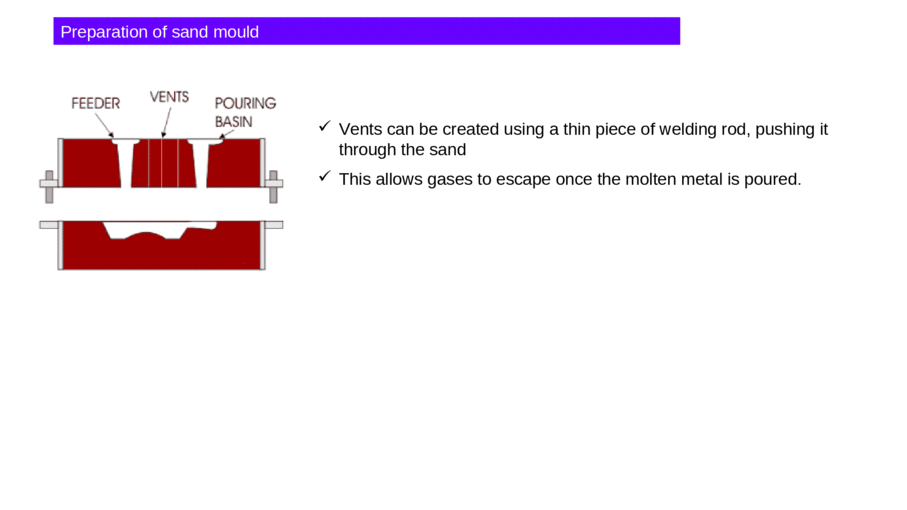 Preparation of sand mould
FEEDER
VENTS
POURING
BASIN
✓ Vents can be created using a thin piece of welding rod, pushing it
through the sand
✓ This allows gases to escape once the molten metal is poured.